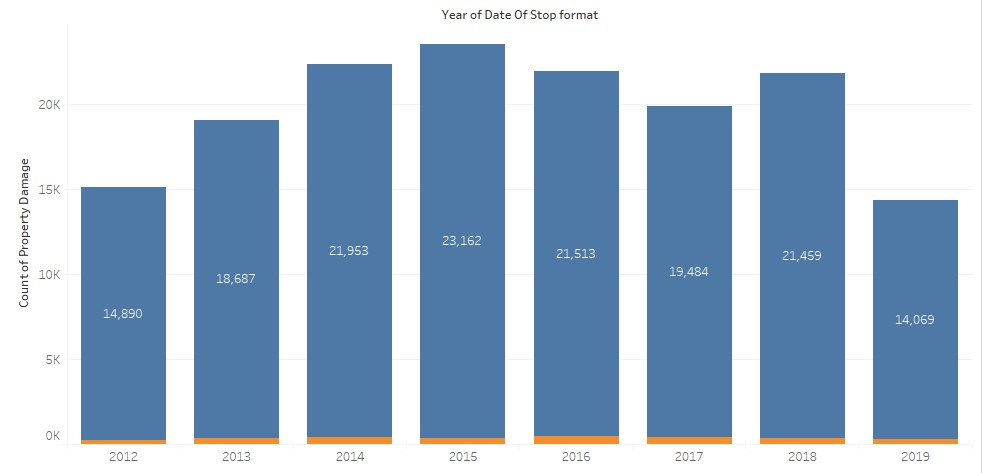 Year of Date Of Stop format
Count of Property Damage
20K
15K
10K
5K
0K
14,890
18,687
21,953
23,162
21,513
19,484
21,459
14,069
2012
2013
2014
2015
2016
2017
2018
2019